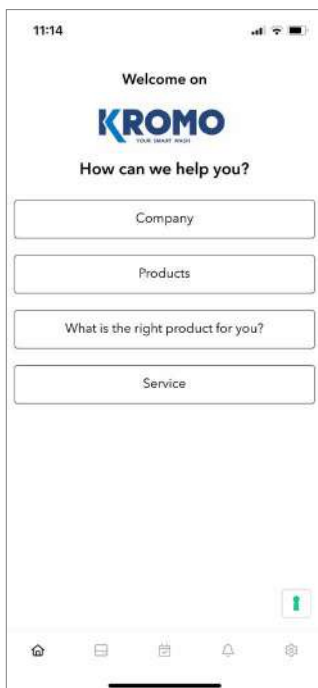 11:14
Welcome on
KROMO
YOUR SMART WASH
How can we help you?
Company
Products
What is the right product for you?
Service